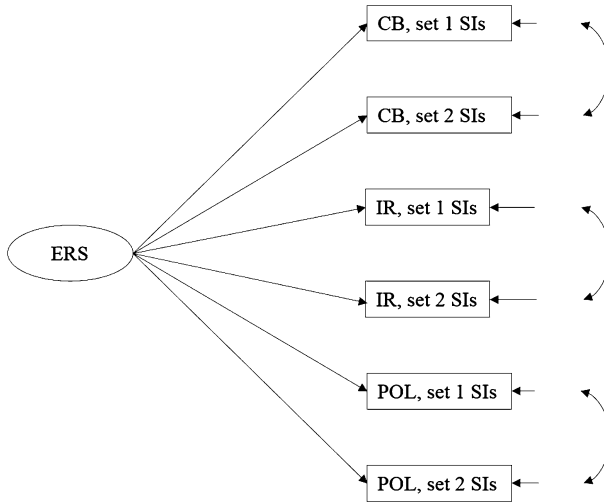 CB, set 1 SIs
CB, set 2 SIs
IR, set 1 SIs
ERS
IR, set 2 SIs
POL, set 1 SIs
POL, set 2 SIs